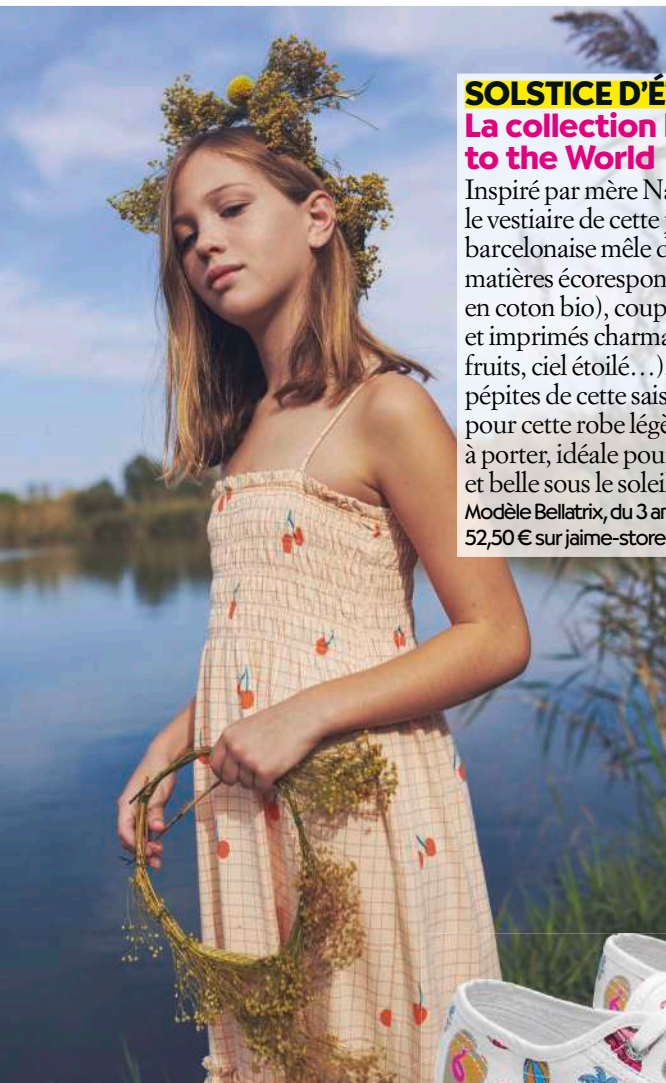 SOLSTICE D'É
La collection
to the World
Inspiré par mère Na
le vestiaire de cette
barcelonaise mêle d
matières écorespon
en coton bio), coup
et imprimés charma
fruits, ciel étoilé…)
pépites de cette sais
pour cette robe légè
à porter, idéale pou
et belle sous le soleil
Modèle Bellatrix, du 3 an
52,50 € sur jaime-store